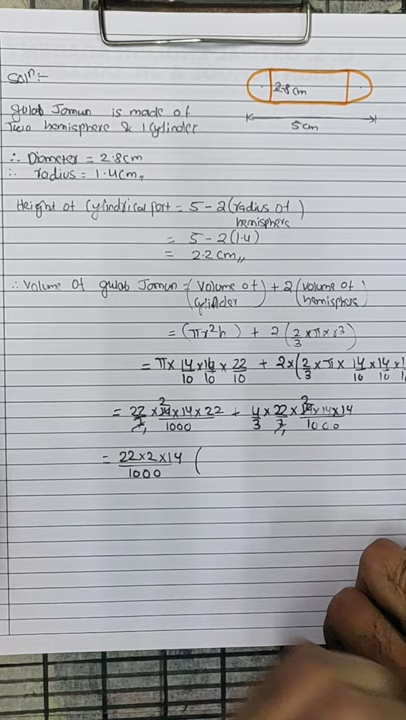 Solⁿ:-
2.8cm
5cm
gulab Jamun is made of
Two hemisphere & 1 cylinder
∴ Diameter = 2.8cm
∴ radius = 1.4cm,,
Height of Cylindrical part = 5 - 2(radius of hemisphere)
= 5 - 2(1.4)
= 2.2cm,,
∴ Volume of gulab Jamun = (volume of cylinder) + 2(volume of hemisphere)
= (πr²h) + 2(2/3 × π × r³)
= π × 14/10 × 14/10 × 22/10 + 2 × (2/3 × π × 14/10 × 14/10 × 1
= 22/7 × 14 2 × 14 × 22/1000 + 4/3 × 22/7 × 14 2 × 14 × 14/1000
= 22 × 2 × 14/1000 (